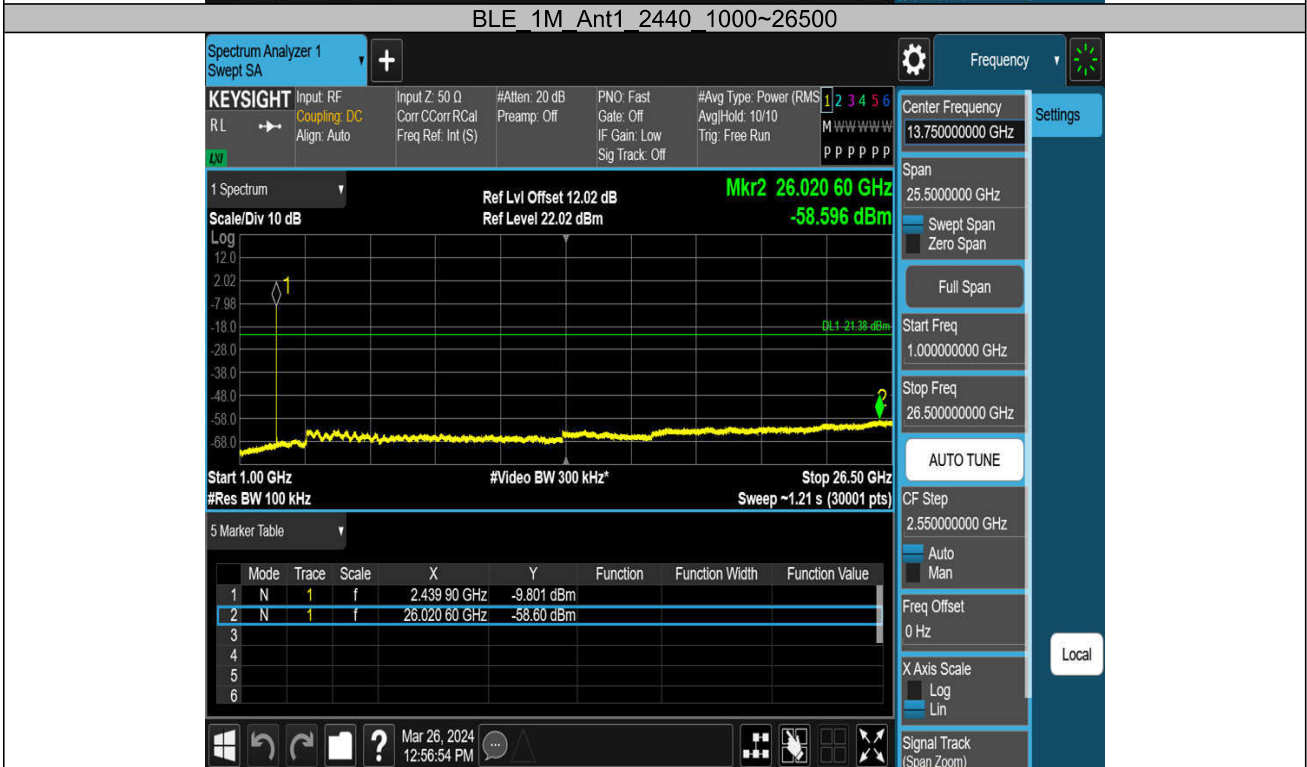 BLE_1M_Ant1_2440_1000~26500
Spectrum Analyzer 1
Swept SA
+
Frequency
KEYSIGHT
RL
LXI
Input: RF
Coupling: DC
Align: Auto
Input Z: 50 Ω
Corr CCorr RCal
Freq Ref: Int (S)
#Atten: 20 dB
Preamp: Off
PNO: Fast
Gate: Off
IF Gain: Low
Sig Track: Off
#Avg Type: Power (RMS
Avg|Hold: 10/10
Trig: Free Run
1 2 3 4 5 6
M W W W W W
P P P P P P
1 Spectrum
Scale/Div 10 dB
Ref Lvl Offset 12.02 dB
Ref Level 22.02 dBm
Mkr2 26.020 60 GHz
-58.596 dBm
Log
12.0
2.02
-7.98
-18.0
-28.0
-38.0
-48.0
-58.0
-68.0
1
DL1 -21.38 dBm
2
Start 1.00 GHz
#Video BW 300 kHz*
Stop 26.50 GHz
#Res BW 100 kHz
Sweep ~1.21 s (30001 pts)
5 Marker Table
Mode Trace Scale X Y Function Function Width Function Value
1 N 1 f 2.439 90 GHz -9.801 dBm
2 N 1 f 26.020 60 GHz -58.60 dBm
3
4
5
6
Mar 26, 2024
12:56:54 PM
?
Center Frequency
13.750000000 GHz
Settings
Span
25.5000000 GHz
Swept Span
Zero Span
Full Span
Start Freq
1.000000000 GHz
Stop Freq
26.500000000 GHz
AUTO TUNE
CF Step
2.550000000 GHz
Auto
Man
Freq Offset
0 Hz
Local
X Axis Scale
Log
Lin
Signal Track
(Span Zoom)